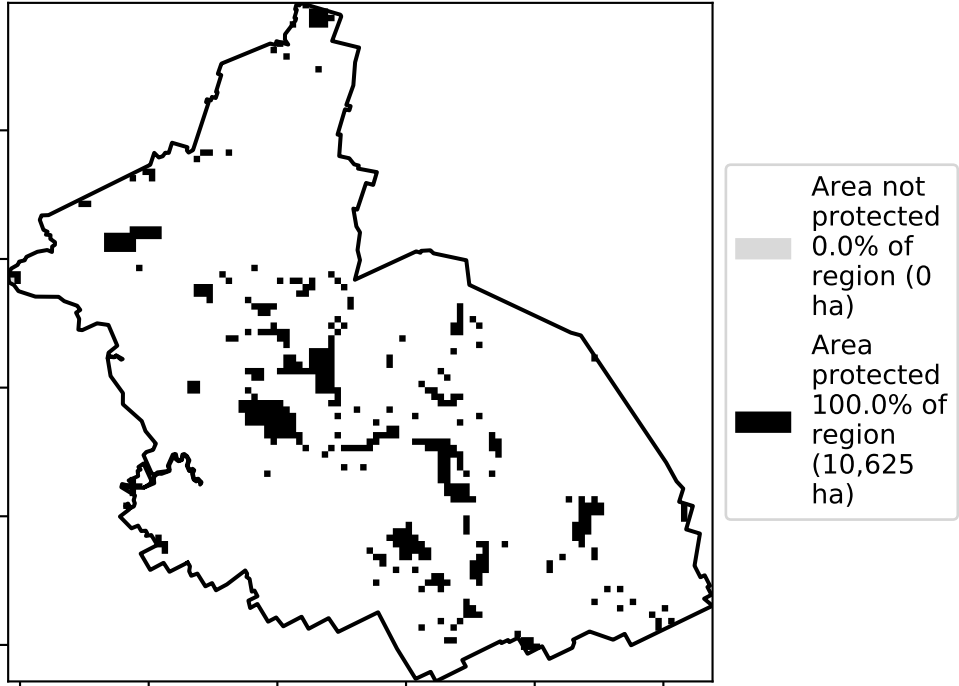 Area not
protected
0.0% of
region (0
ha)
Area
protected
100.0% of
region
(10,625
ha)